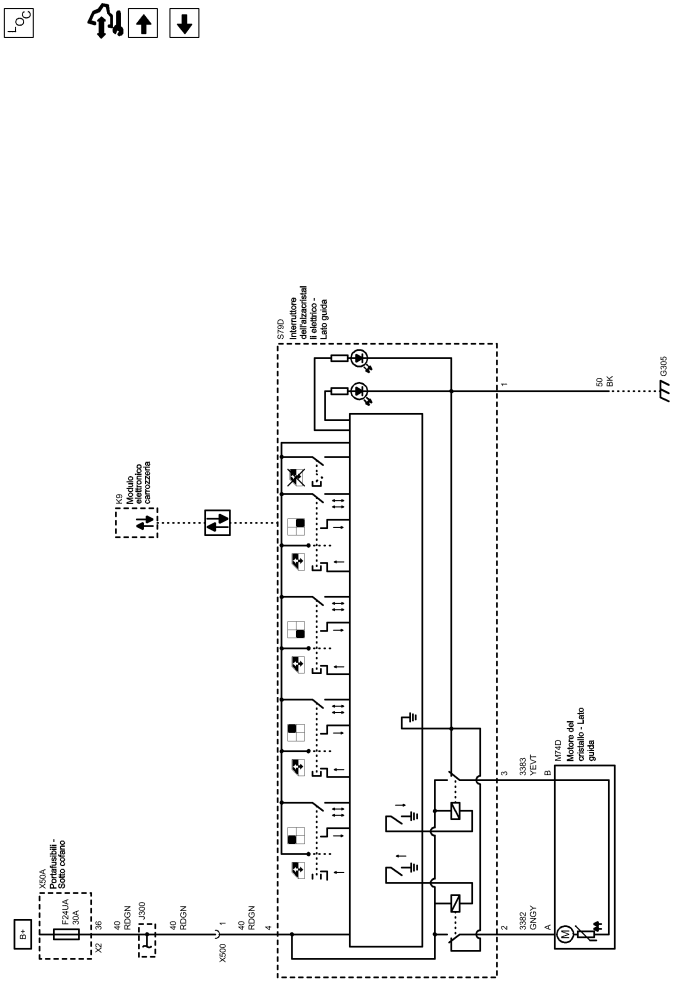 LOC
S79D
Interruttore
dell'alzacristal
li elettrico -
Lato guida
G305
50
BK
1
K9
Modulo
elettronico
carrozzeria
M74D
Motore del
cristallo - Lato
guida
3
3383
YEVT
B
2
3382
GNGY
A
M
X50A
Portafusibili -
Sotto cofano
B+
F24UA
30A
X2
36
40
RDGN
J300
40
RDGN
X500
1
40
RDGN
4